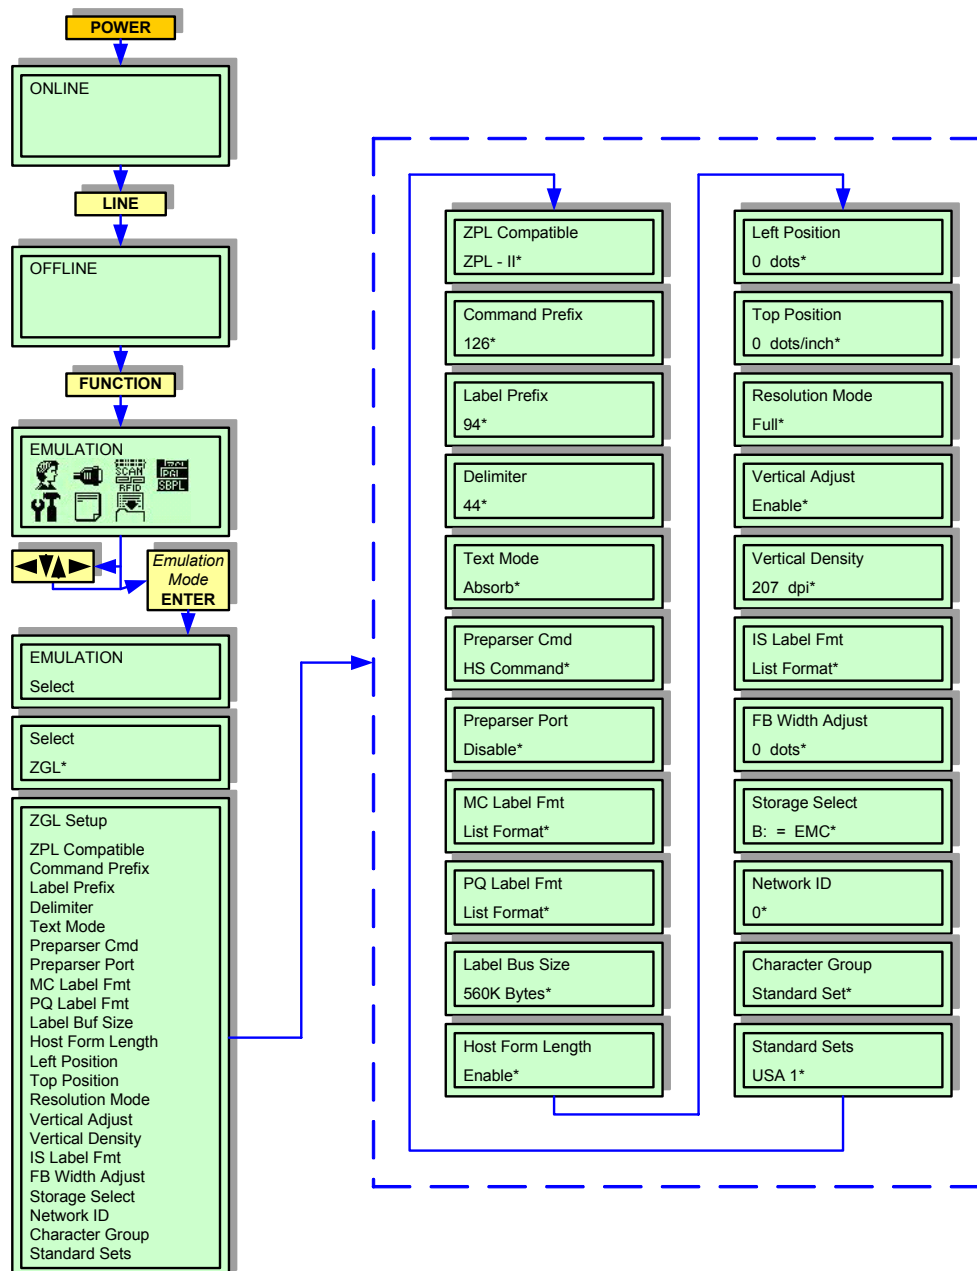 POWER
ONLINE
LINE
OFFLINE
FUNCTION
EMULATION
SCAN
RFID
PGL
SBPL
Emulation
Mode
ENTER
EMULATION
Select
Select
ZGL*
ZGL Setup
ZPL Compatible
Command Prefix
Label Prefix
Delimiter
Text Mode
Preparser Cmd
Preparser Port
MC Label Fmt
PQ Label Fmt
Label Buf Size
Host Form Length
Left Position
Top Position
Resolution Mode
Vertical Adjust
Vertical Density
IS Label Fmt
FB Width Adjust
Storage Select
Network ID
Character Group
Standard Sets
ZPL Compatible
ZPL - II*
Command Prefix
126*
Label Prefix
94*
Delimiter
44*
Text Mode
Absorb*
Preparser Cmd
HS Command*
Preparser Port
Disable*
MC Label Fmt
List Format*
PQ Label Fmt
List Format*
Label Bus Size
560K Bytes*
Host Form Length
Enable*
Left Position
0 dots*
Top Position
0 dots/inch*
Resolution Mode
Full*
Vertical Adjust
Enable*
Vertical Density
207 dpi*
IS Label Fmt
List Format*
FB Width Adjust
0 dots*
Storage Select
B: = EMC*
Network ID
0*
Character Group
Standard Set*
Standard Sets
USA 1*